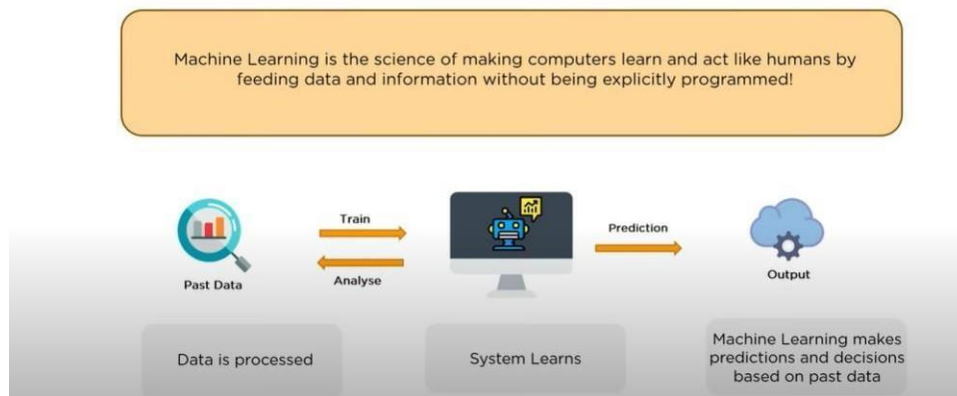 Machine Learning is the science of making computers learn and act like humans by
feeding data and information without being explicitly programmed!
Train
Prediction
Past Data
Analyse
Output
Data is processed
System Learns
Machine Learning makes
predictions and decisions
based on past data